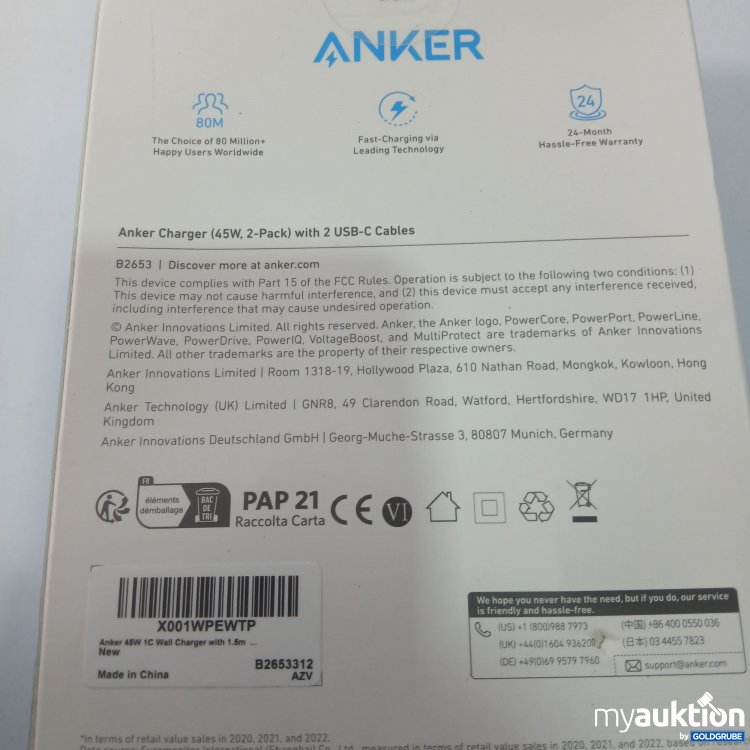 ANKER
80M
The Choice of 80 Million+
Happy Users Worldwide
Fast-Charging via
Leading Technology
24
24-Month
Hassle-Free Warranty
Anker Charger (45W, 2-Pack) with 2 USB-C Cables
B2653 | Discover more at anker.com
This device complies with Part 15 of the FCC Rules. Operation is subject to the following two conditions: (1)
This device may not cause harmful interference, and (2) this device must accept any interference received,
including interference that may cause undesired operation.
© Anker Innovations Limited. All rights reserved. Anker, the Anker logo, PowerCore, PowerPort, PowerLine,
PowerWave, PowerDrive, PowerIQ, VoltageBoost, and MultiProtect are trademarks of Anker Innovations
Limited. All other trademarks are the property of their respective owners.
Anker Innovations Limited | Room 1318-19, Hollywood Plaza, 610 Nathan Road, Mongkok, Kowloon, Hong
Kong
Anker Technology (UK) Limited | GNR8, 49 Clarendon Road, Watford, Hertfordshire, WD17 1HP, United
Kingdom
Anker Innovations Deutschland GmbH | Georg-Muche-Strasse 3, 80807 Munich, Germany
FR
éléments
d'emballage
BAC
DE
TRI
PAP 21
Raccolta Carta
CE
VI
X001WPEWTP
Anker 45W 1C Wall Charger with 1.5m ...
New
B2653312
Made in China
AZV
We hope you never have the need, but if you do, our service
is friendly and hassle-free.
(US) +1 (800)988 7973
(中国) +86 400 0550 036
(UK) +44(0)1604 936200
(日本) 03 4455 7823
(DE) +49(0)69 9579 7960
support@anker.com
*In terms of retail value sales in 2020, 2021, and 2022.
myauktion
by GOLDGRUBE